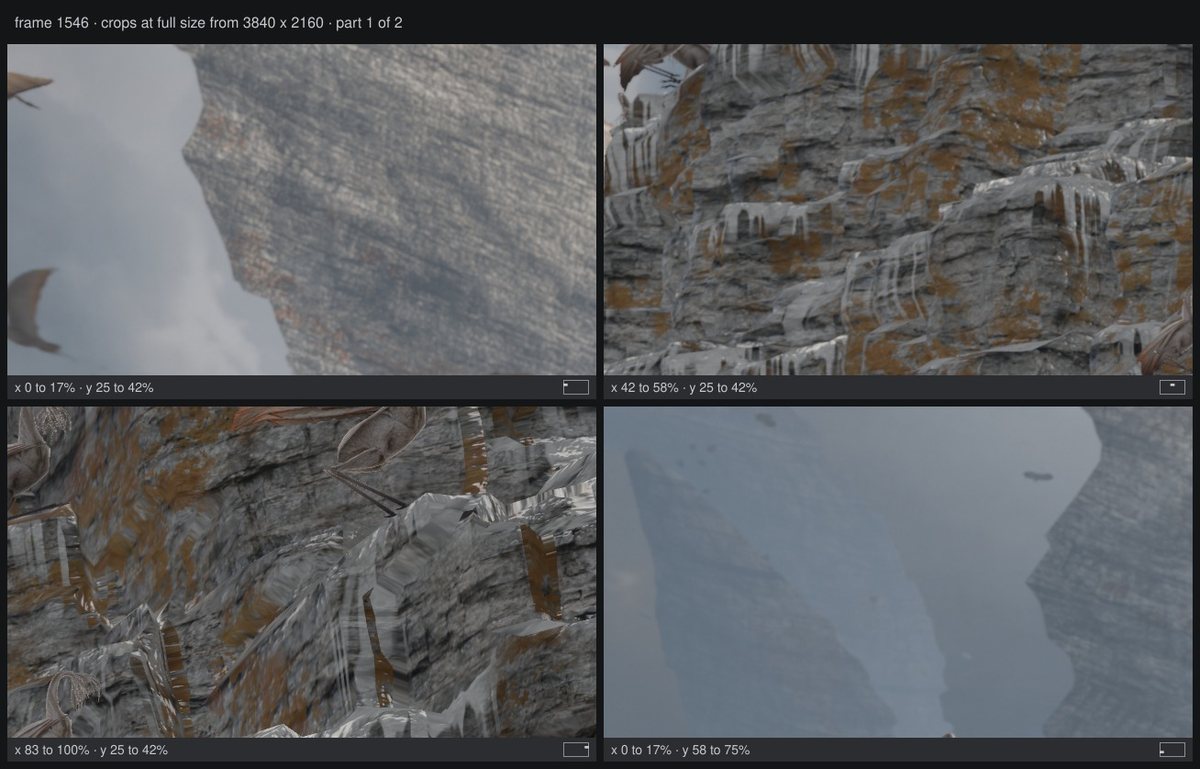 frame 1546 · crops at full size from 3840 x 2160 · part 1 of 2
x 0 to 17% · y 25 to 42%
x 42 to 58% · y 25 to 42%
x 83 to 100% · y 25 to 42%
x 0 to 17% · y 58 to 75%